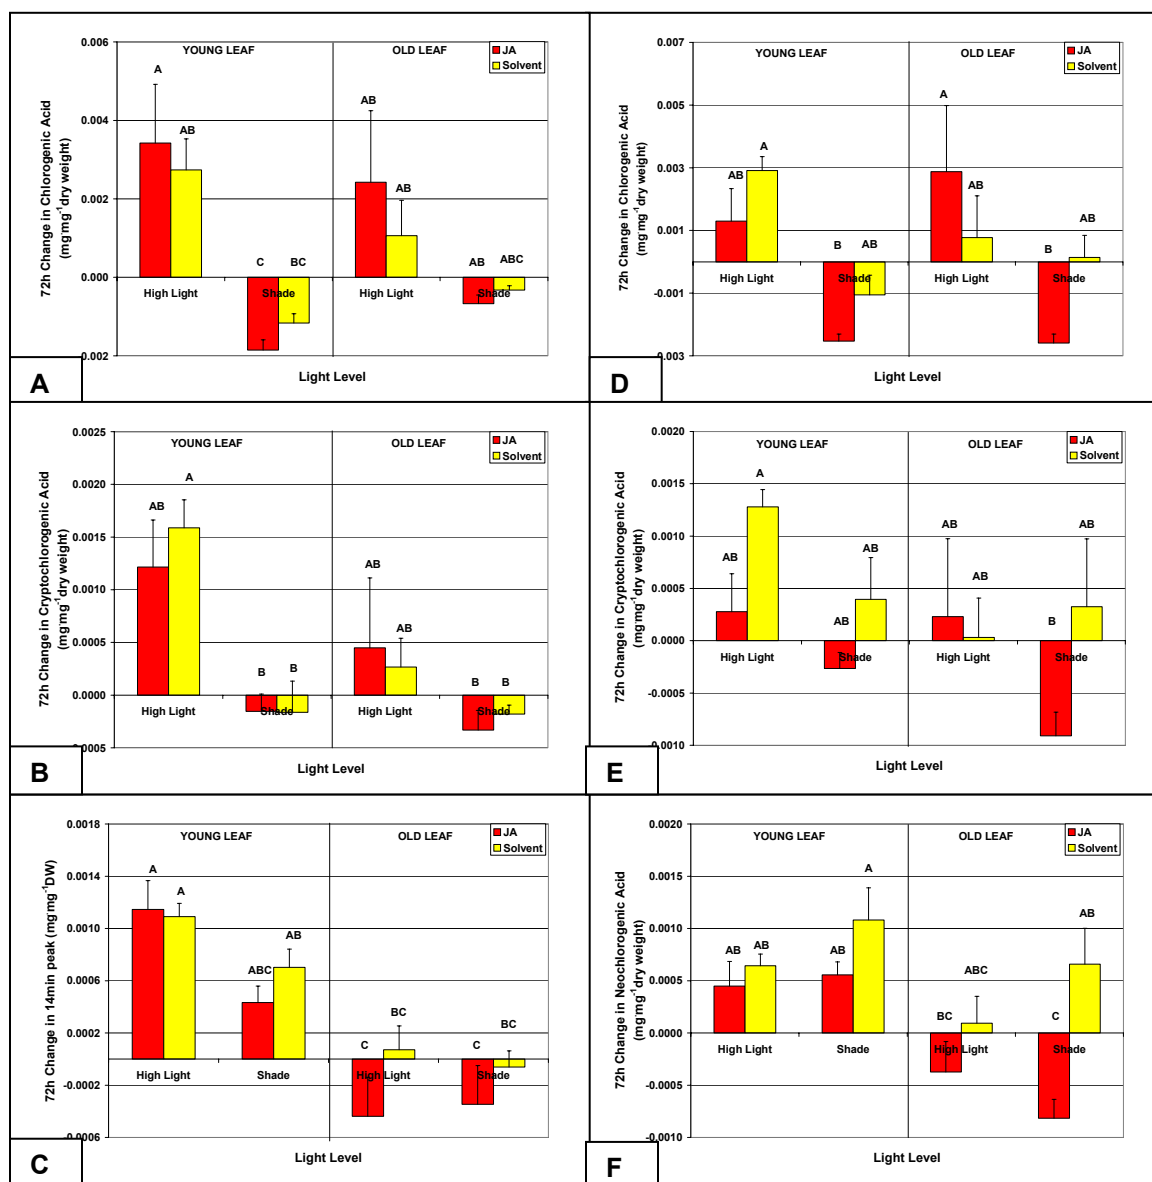 YOUNG LEAF
OLD LEAF
JA
Solvent
72h Change in Chlorogenic Acid
(mg·mg⁻¹dry weight)
0.006
0.004
0.002
0.000
0.002
A
AB
C
BC
AB
AB
AB
ABC
High Light
Shade
High Light
Shade
Light Level
A
YOUNG LEAF
OLD LEAF
JA
Solvent
72h Change in Chlorogenic Acid
(mg·mg⁻¹dry weight)
0.007
0.005
0.003
0.001
-0.001
0.003
AB
A
B
AB
A
AB
B
AB
High Light
Shade
High Light
Shade
Light Level
D
YOUNG LEAF
OLD LEAF
JA
Solvent
72h Change in Cryptochlorogenic Acid
(mg·mg⁻¹dry weight)
0.0025
0.0020
0.0015
0.0010
0.0005
0.0000
0.0005
AB
A
B
B
AB
AB
B
B
High Light
Shade
High Light
Shade
Light Level
B
YOUNG LEAF
OLD LEAF
JA
Solvent
72h Change in Cryptochlorogenic Acid
(mg·mg⁻¹dry weight)
0.0020
0.0015
0.0010
0.0005
0.0000
-0.0005
-0.0010
AB
A
AB
AB
AB
AB
B
AB
High Light
Shade
High Light
Shade
Light Level
E
YOUNG LEAF
OLD LEAF
JA
Solvent
72h Change in 14min peak (mg·mg⁻¹DW)
0.0018
0.0014
0.0010
0.0006
0.0002
-0.0002
-0.0006
A
A
ABC
AB
C
BC
C
BC
High Light
Shade
High Light
Shade
Light Level
C
YOUNG LEAF
OLD LEAF
JA
Solvent
72h Change in Neochlorogenic Acid
(mg·mg⁻¹dry weight)
0.0020
0.0015
0.0010
0.0005
0.0000
-0.0005
-0.0010
AB
AB
AB
A
BC
ABC
C
AB
High Light
Shade
High Light
Shade
Light Level
F